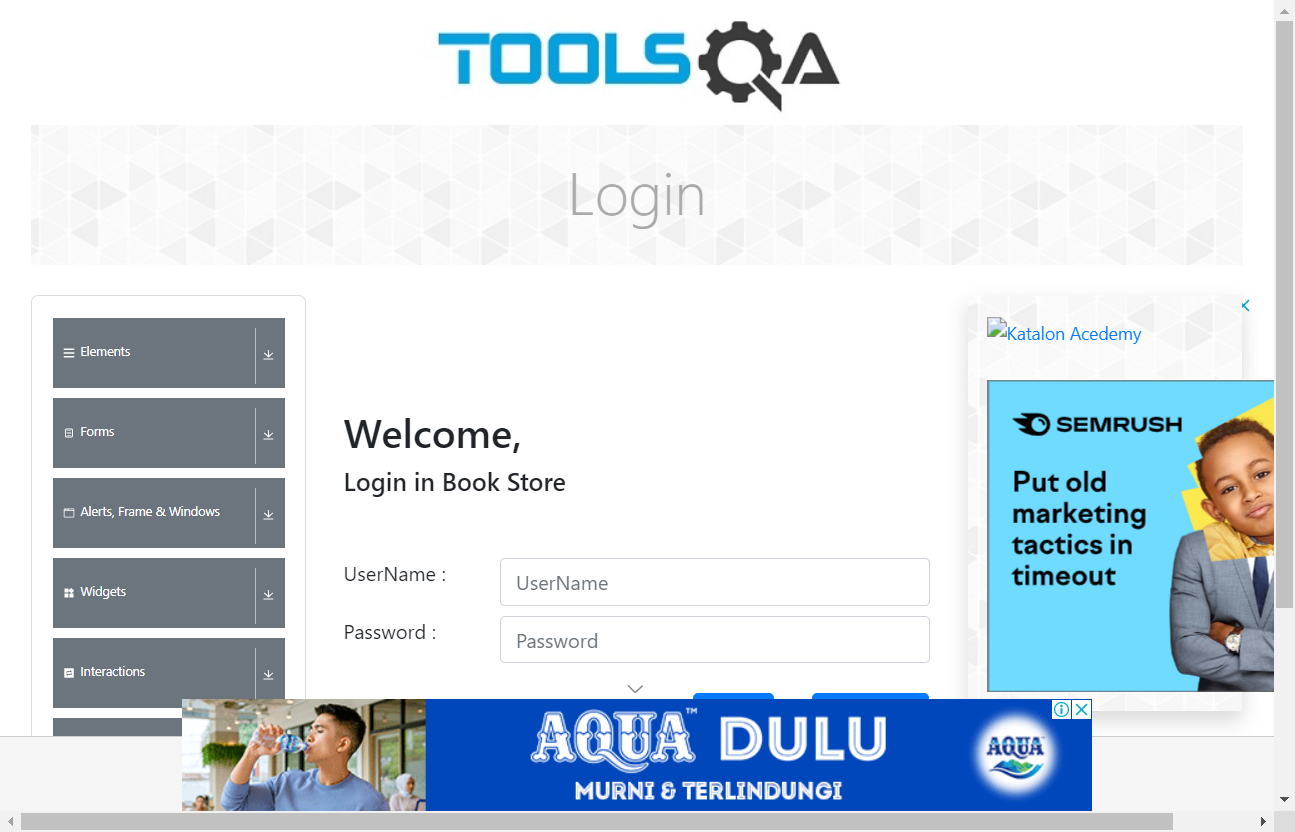 TOOLSQA
Login
Elements
Forms
Alerts, Frame & Windows
Widgets
Interactions
Welcome,
Login in Book Store
UserName :
UserName
Password :
Password
Katalon Acedemy
SEMRUSH
Put old
marketing
tactics in
timeout
AQUA™ DULU
MURNI & TERLINDUNGI
AQUA